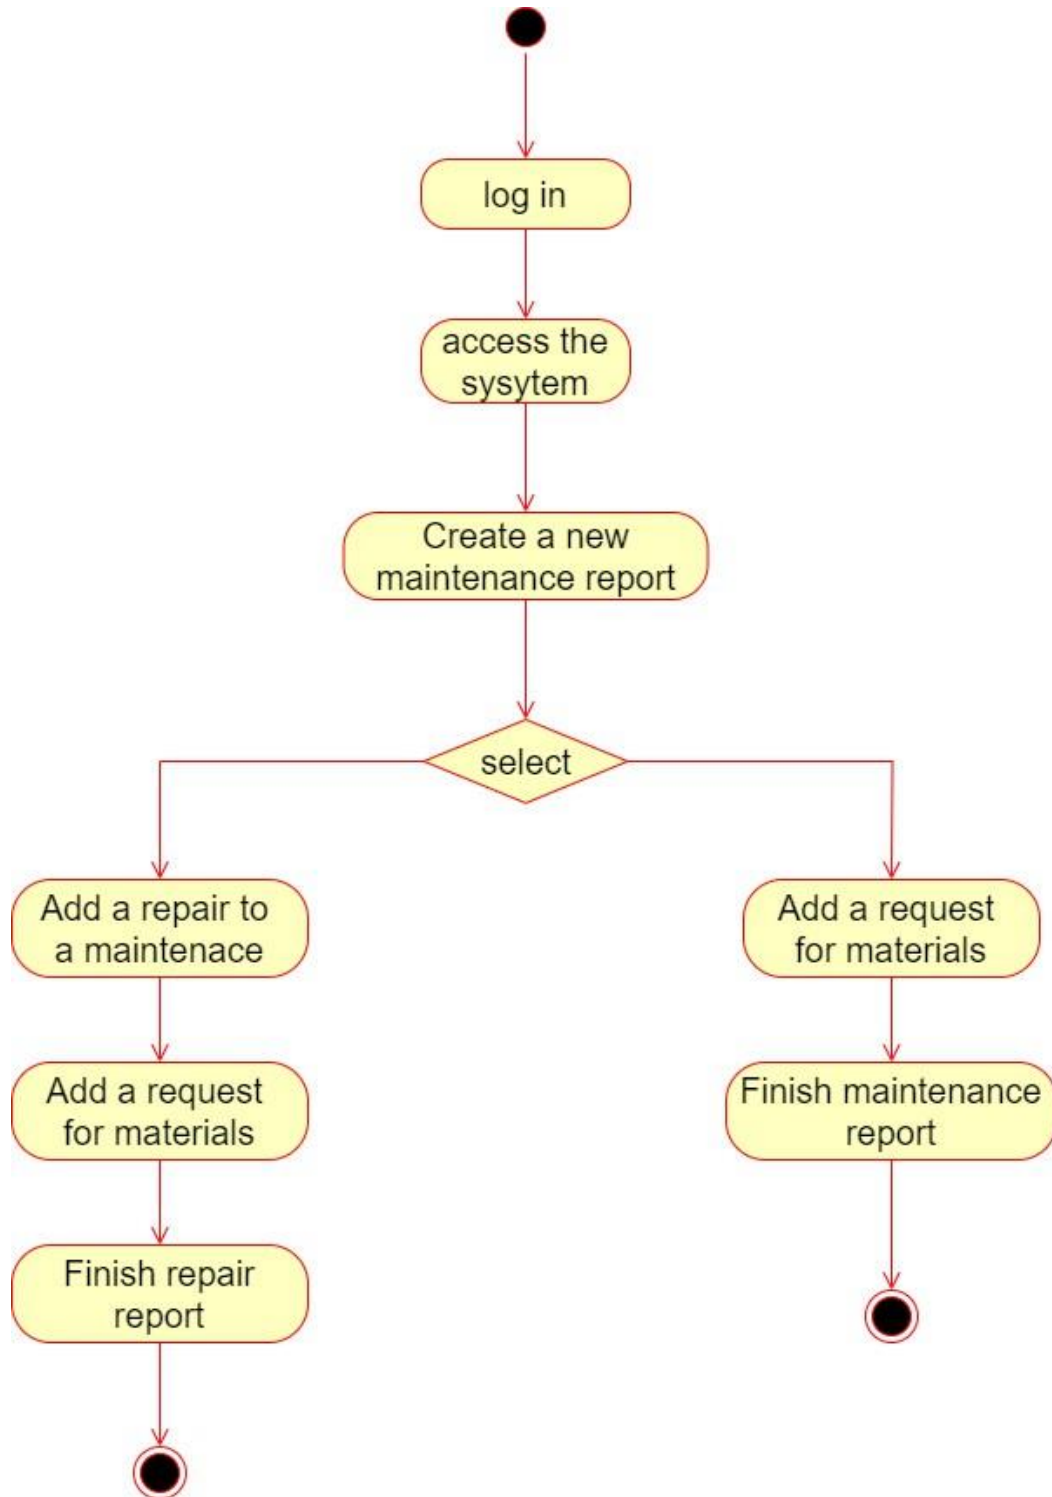 log in
access the
sysytem
Create a new
maintenance report
select
Add a repair to
a maintenace
Add a request
for materials
Finish repair
report
Add a request
for materials
Finish maintenance
report